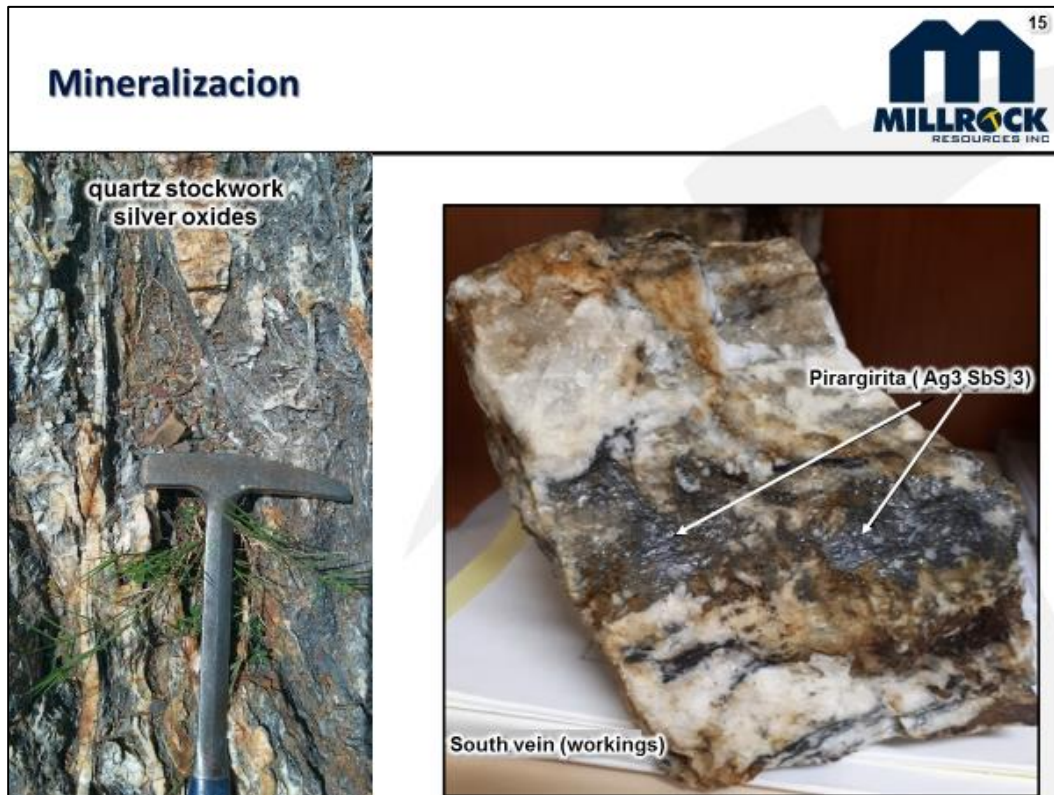 15
Mineralizacion
MILLROCK
RESOURCES INC
quartz stockwork
silver oxides
Pirargirita ( Ag3 SbS 3)
South vein (workings)